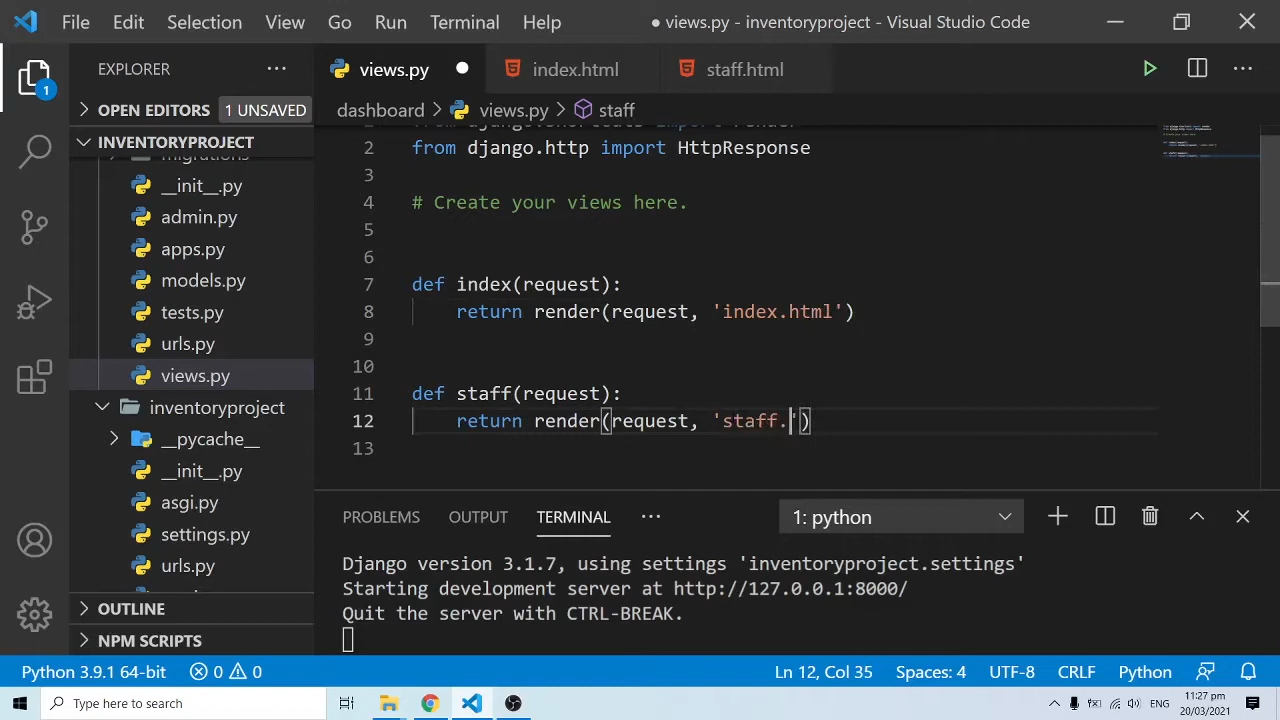 File Edit Selection View Go Run Terminal Help ● views.py - inventoryproject - Visual Studio Code
EXPLORER ···
views.py index.html staff.html
1
OPEN EDITORS 1 UNSAVED
dashboard > views.py > staff
INVENTORYPROJECT
migrations
__init__.py
admin.py
apps.py
models.py
tests.py
urls.py
views.py
inventoryproject
__pycache__
__init__.py
asgi.py
settings.py
urls.py
OUTLINE
NPM SCRIPTS
1 from django.shortcuts import render
2 from django.http import HttpResponse
3
4 # Create your views here.
5
6
7 def index(request):
8 return render(request, 'index.html')
9
10
11 def staff(request):
12 return render(request, 'staff.')
13
PROBLEMS OUTPUT TERMINAL ··· 1: python
Django version 3.1.7, using settings 'inventoryproject.settings'
Starting development server at http://127.0.0.1:8000/
Quit the server with CTRL-BREAK.
Python 3.9.1 64-bit 0 0 Ln 12, Col 35 Spaces: 4 UTF-8 CRLF Python
Type here to search ENG 11:27 pm
20/03/2021